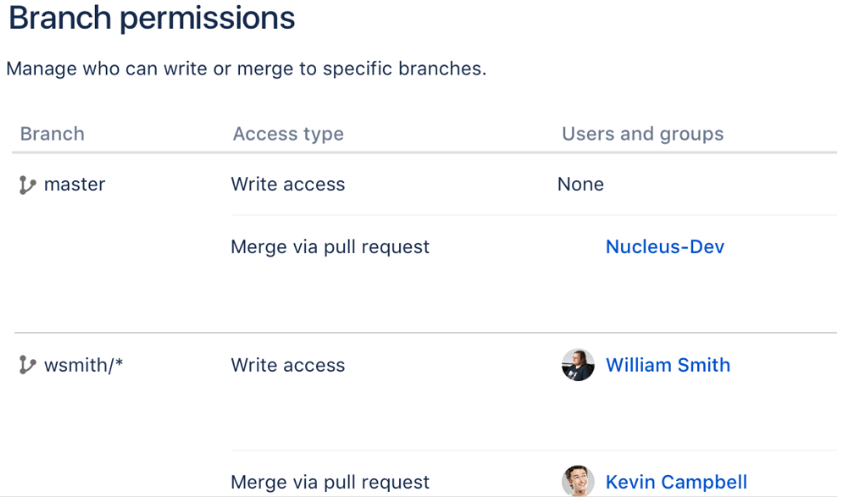 Branch permissions
Manage who can write or merge to specific branches.
Branch Access type Users and groups
master Write access None
Merge via pull request Nucleus-Dev
wsmith/* Write access William Smith
Merge via pull request Kevin Campbell